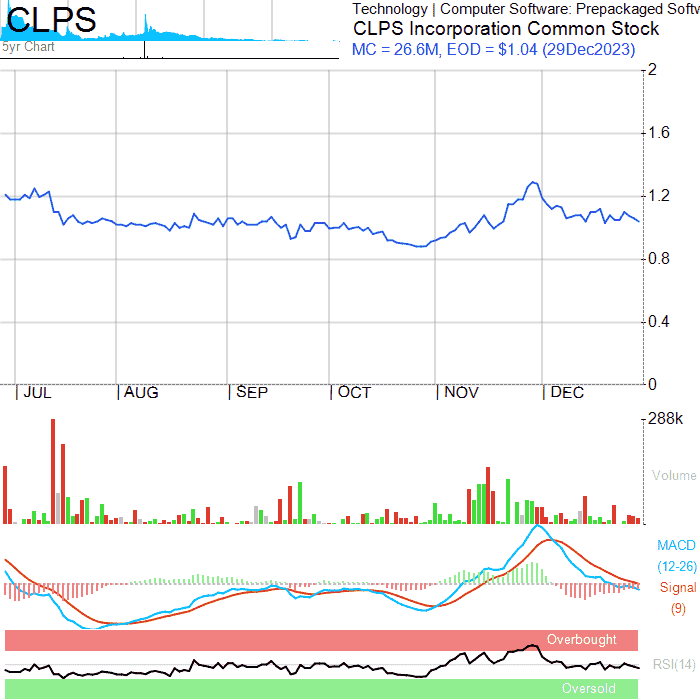 CLPS
5yr Chart
Technology | Computer Software: Prepackaged Softw
CLPS Incorporation Common Stock
MC = 26.6M, EOD = $1.04 (29Dec2023)
2
1.6
1.2
0.8
0.4
0
| JUL | AUG | SEP | OCT | NOV | DEC
288k
Volume
MACD
(12-26)
Signal
(9)
Overbought
RSI(14)
Oversold